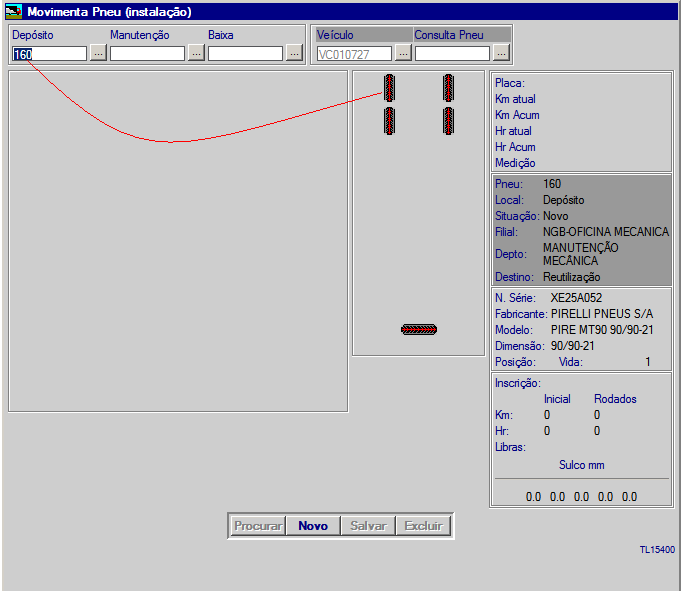 Movimenta Pneu (instalação)
Depósito Manutenção Baixa Veículo Consulta Pneu
160 ... ... ... VC010727 ... ...
Placa:
Km atual
Km Acum
Hr atual
Hr Acum
Medição
Pneu: 160
Local: Depósito
Situação: Novo
Filial: NGB-OFICINA MECANICA
Depto: MANUTENÇÃO
MECÂNICA
Destino: Reutilização
N. Série: XE25A052
Fabricante: PIRELLI PNEUS S/A
Modelo: PIRE MT90 90/90-21
Dimensão: 90/90-21
Posição: Vida: 1
Inscrição:
Inicial Rodados
Km: 0 0
Hr: 0 0
Libras:
Sulco mm
0.0 0.0 0.0 0.0 0.0
Procurar Novo Salvar Excluir
TL15400